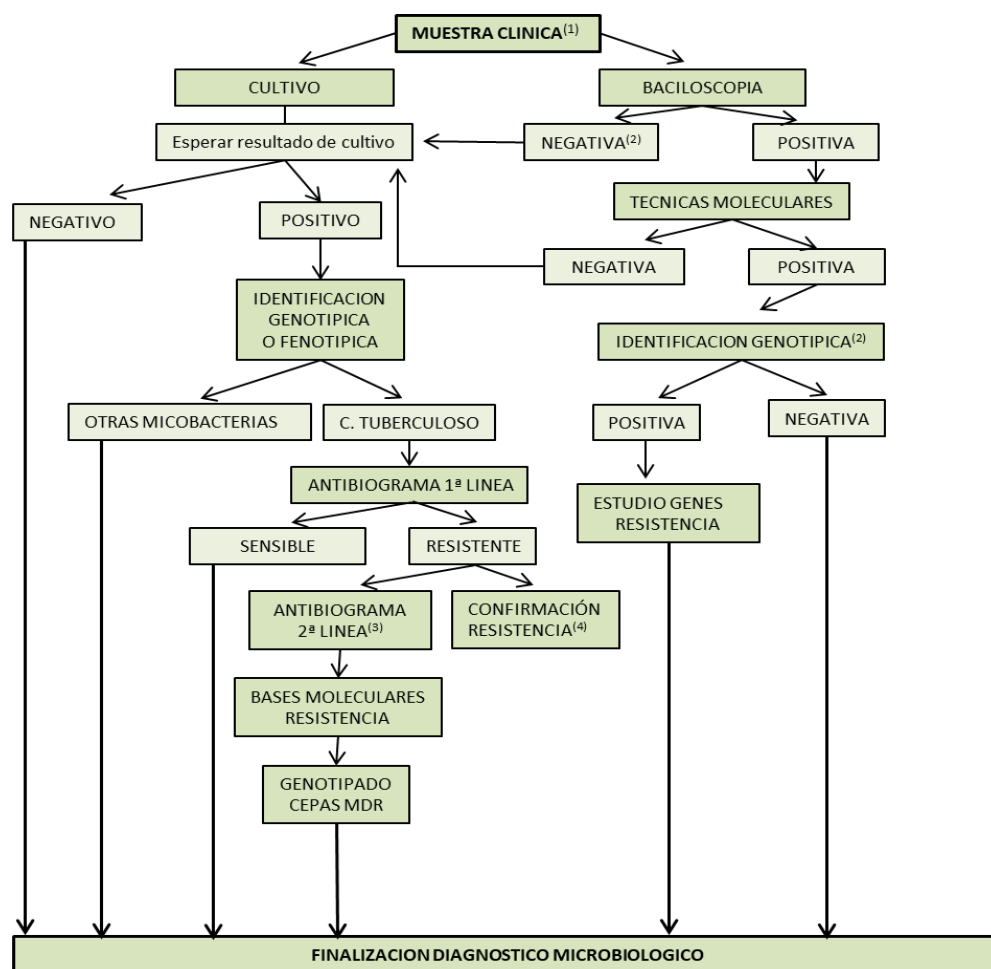 MUESTRA CLINICA(1)
CULTIVO
BACILOSCOPIA
Esperar resultado de cultivo
NEGATIVA(2)
POSITIVA
TECNICAS MOLECULARES
NEGATIVO
POSITIVO
NEGATIVA
POSITIVA
IDENTIFICACION
GENOTIPICA
O FENOTIPICA
IDENTIFICACION GENOTIPICA(2)
OTRAS MICOBACTERIAS
C. TUBERCULOSO
POSITIVA
NEGATIVA
ANTIBIOGRAMA 1ª LINEA
ESTUDIO GENES
RESISTENCIA
SENSIBLE
RESISTENTE
ANTIBIOGRAMA
2ª LINEA(3)
CONFIRMACIÓN
RESISTENCIA(4)
BASES MOLECULARES
RESISTENCIA
GENOTIPADO
CEPAS MDR
FINALIZACION DIAGNOSTICO MICROBIOLOGICO